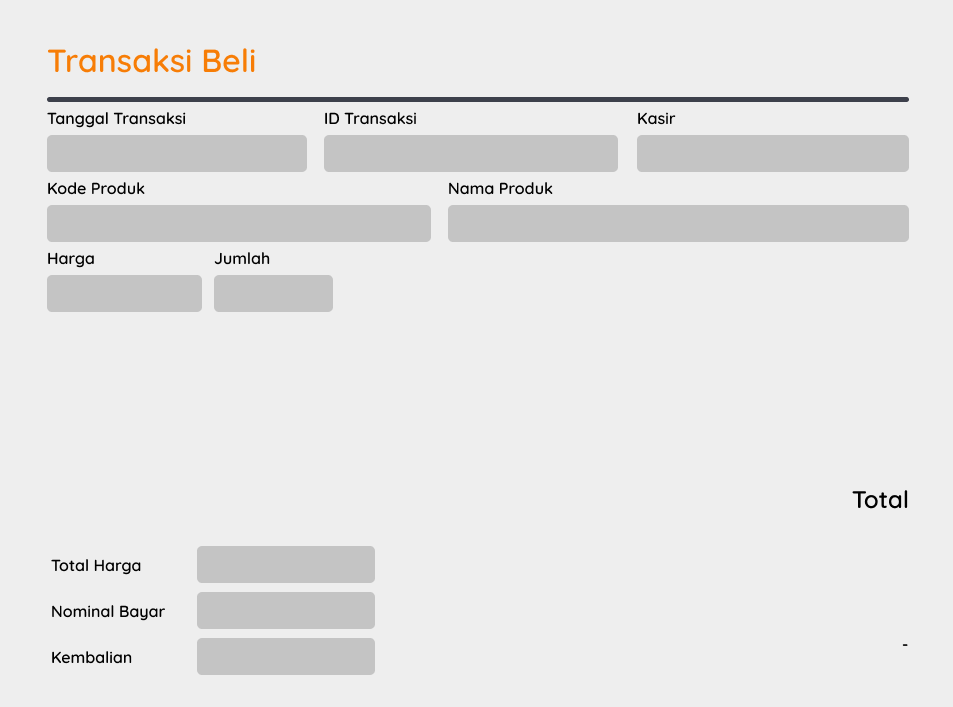 Transaksi Beli
Tanggal Transaksi
ID Transaksi
Kasir
Kode Produk
Nama Produk
Harga
Jumlah
Total
Total Harga
Nominal Bayar
Kembalian
-